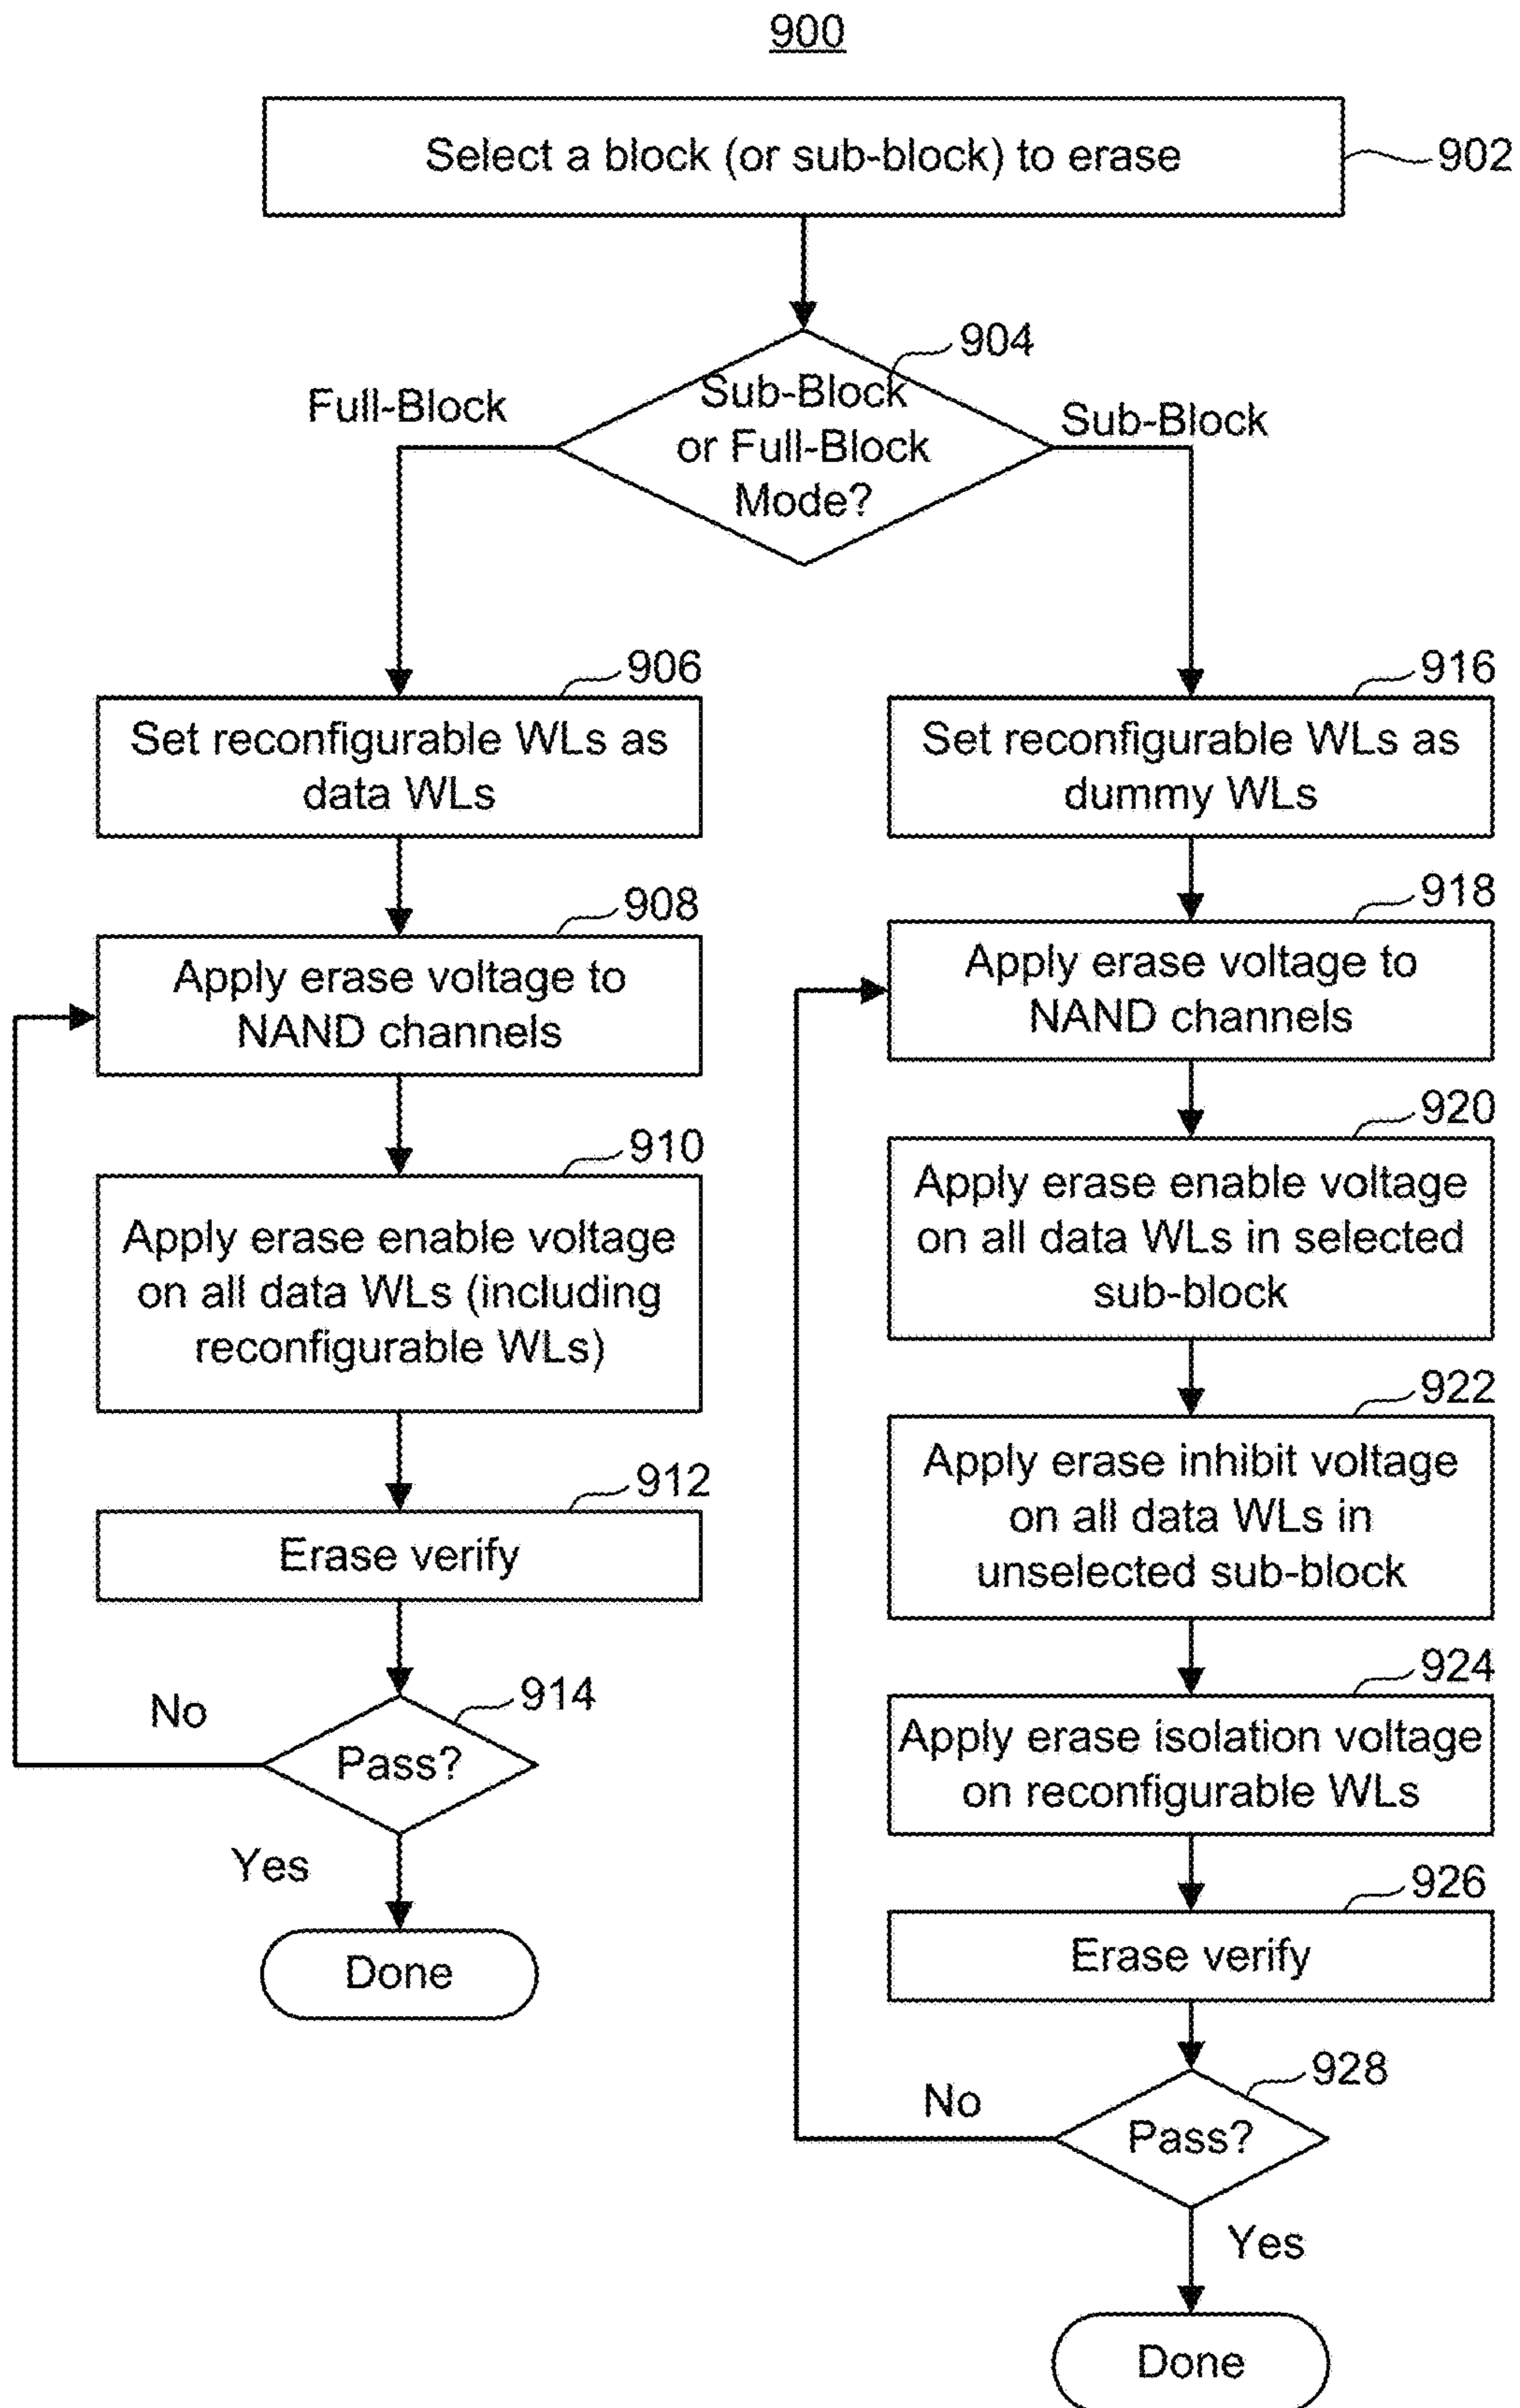 900
Select a block (or sub-block) to erase
902
904
Sub-Block
or Full-Block
Mode?
Full-Block
Sub-Block
906
Set reconfigurable WLs as
data WLs
908
Apply erase voltage to
NAND channels
910
Apply erase enable voltage
on all data WLs (including
reconfigurable WLs)
912
Erase verify
914
Pass?
No
Yes
Done
916
Set reconfigurable WLs as
dummy WLs
918
Apply erase voltage to
NAND channels
920
Apply erase enable voltage
on all data WLs in selected
sub-block
922
Apply erase inhibit voltage
on all data WLs in
unselected sub-block
924
Apply erase isolation voltage
on reconfigurable WLs
926
Erase verify
928
Pass?
No
Yes
Done